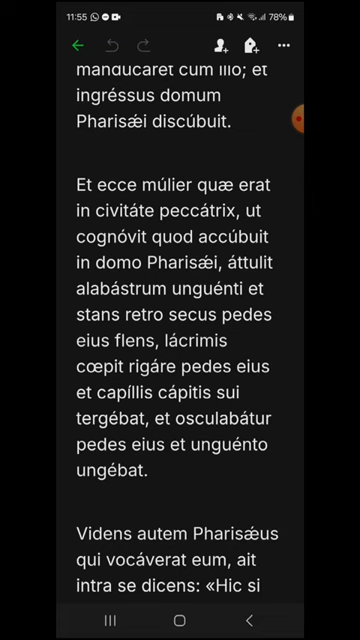 11:55
78%
manducaret cum illo; et
ingréssus domum
Pharisǽi discúbuit.
Et ecce múlier quæ erat
in civitáte peccátrix, ut
cognóvit quod accúbuit
in domo Pharisǽi, áttulit
alabástrum unguénti et
stans retro secus pedes
eius flens, lácrimis
cœpit rigáre pedes eius
et capíllis cápitis sui
tergébat, et osculabátur
pedes eius et unguénto
ungébat.
Videns autem Pharisǽus
qui vocáverat eum, ait
intra se dicens: «Hic si